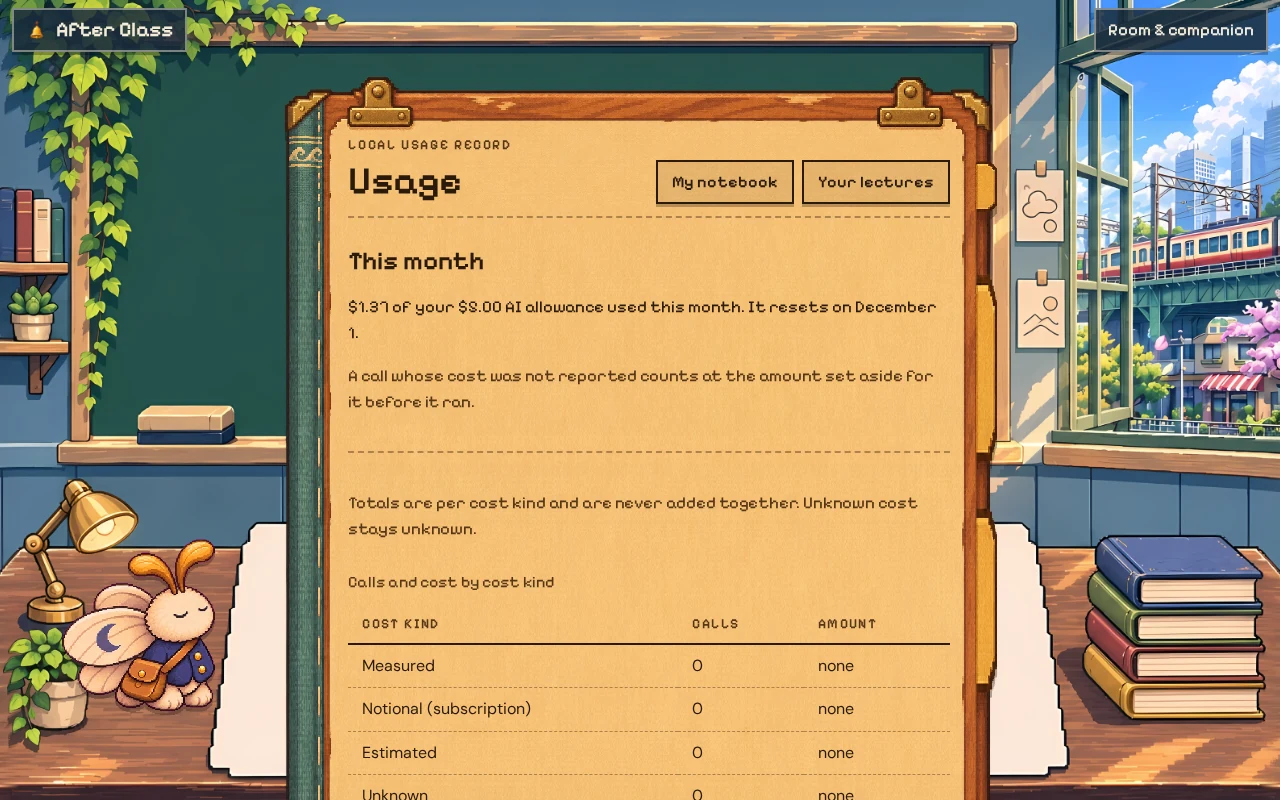 After Class
Room & companion
LOCAL USAGE RECORD
Usage
My notebook
Your lectures
This month
$1.37 of your $8.00 AI allowance used this month. It resets on December
1.
A call whose cost was not reported counts at the amount set aside for
it before it ran.
Totals are per cost kind and are never added together. Unknown cost
stays unknown.
Calls and cost by cost kind
COST KIND CALLS AMOUNT
Measured 0 none
Notional (subscription) 0 none
Estimated 0 none
Unknown 0 none